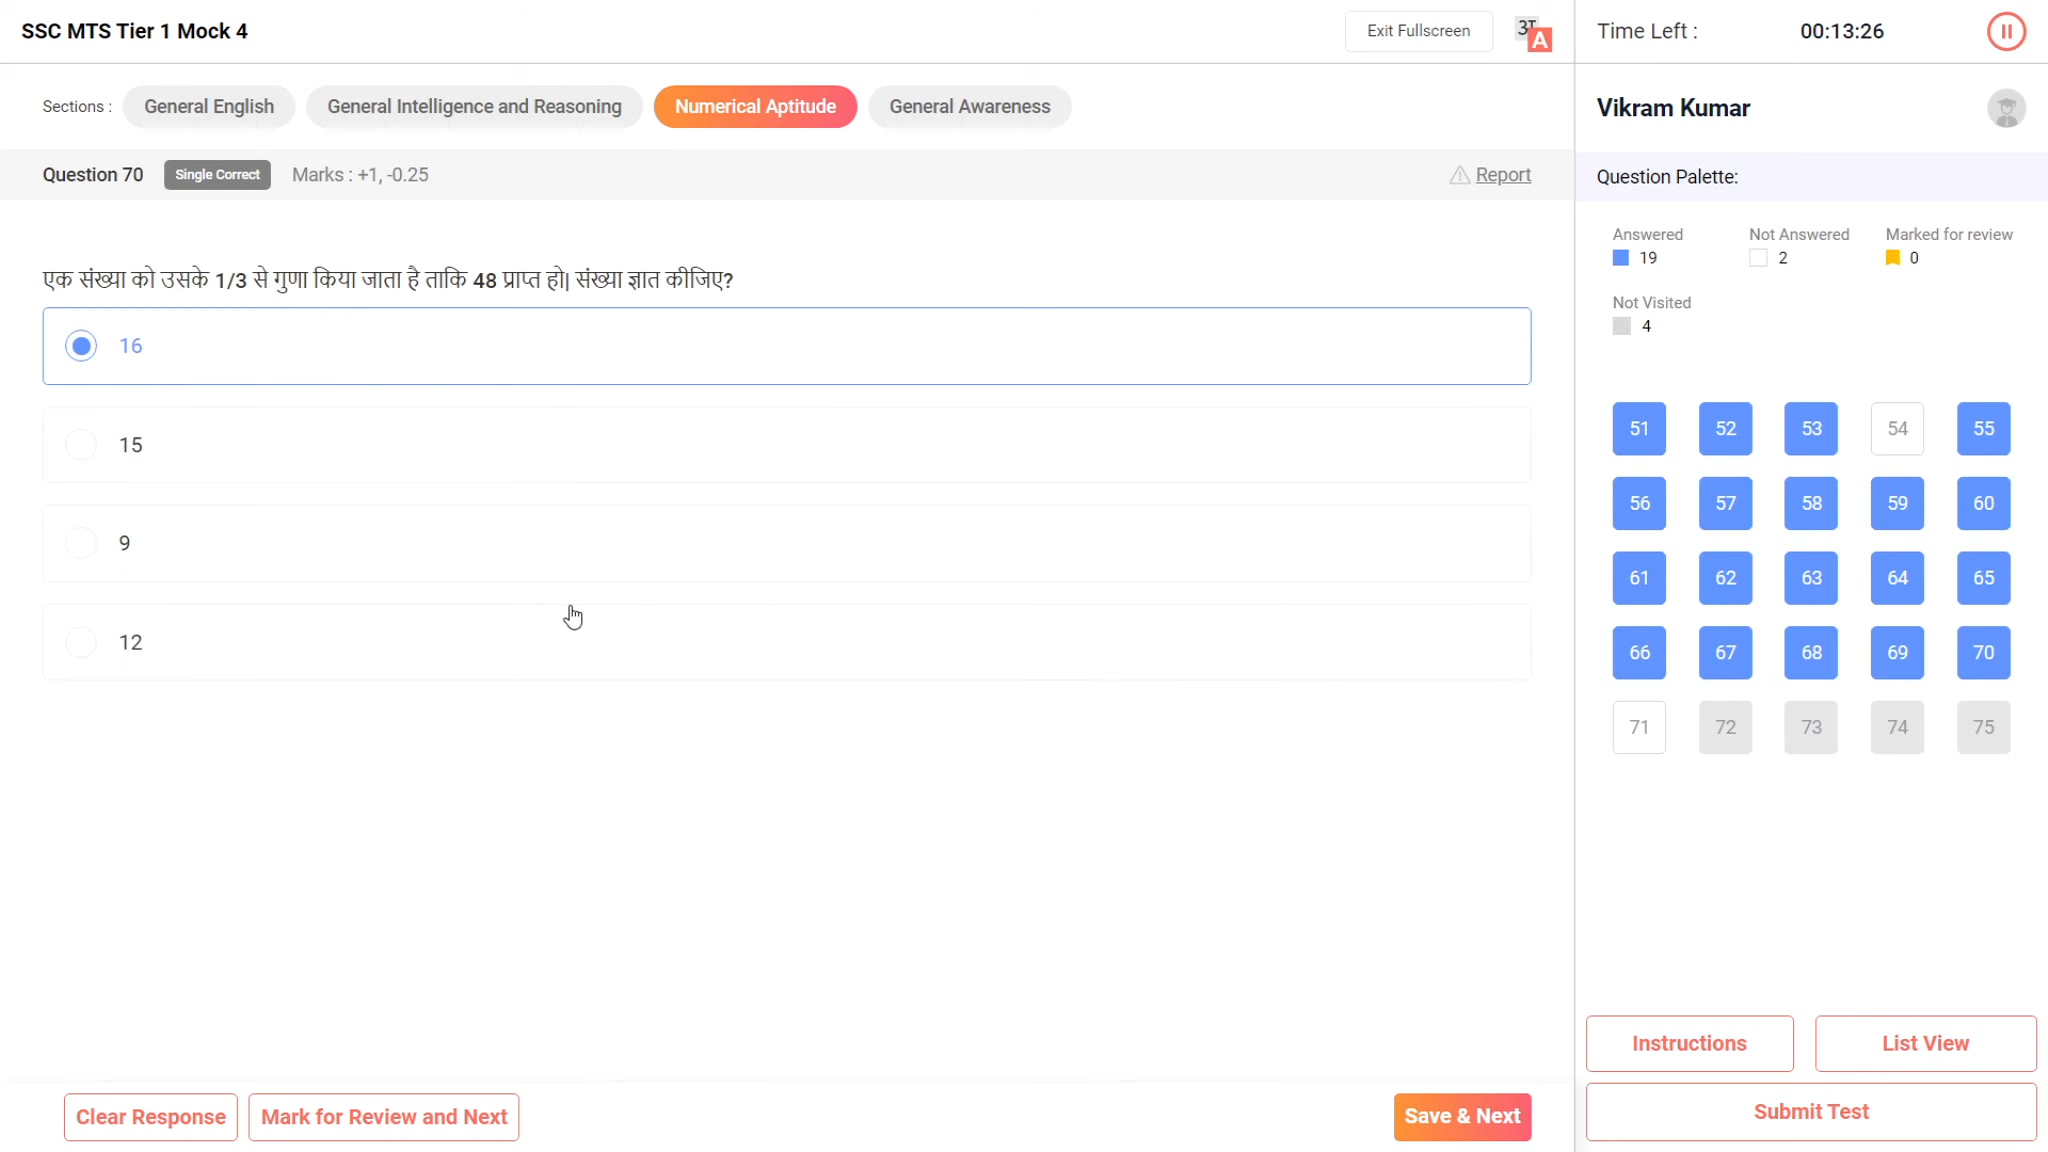 SSC MTS Tier 1 Mock 4
Exit Fullscreen
अ A
Time Left :
00:13:26
Sections :
General English
General Intelligence and Reasoning
Numerical Aptitude
General Awareness
Vikram Kumar
Question 70
Single Correct
Marks : +1, -0.25
Report
Question Palette:
Answered
19
Not Answered
2
Marked for review
0
Not Visited
4
एक संख्या को उसके 1/3 से गुणा किया जाता है ताकि 48 प्राप्त हो| संख्या ज्ञात कीजिए?
16
15
9
12
51 52 53 54 55
56 57 58 59 60
61 62 63 64 65
66 67 68 69 70
71 72 73 74 75
Instructions
List View
Clear Response
Mark for Review and Next
Save & Next
Submit Test